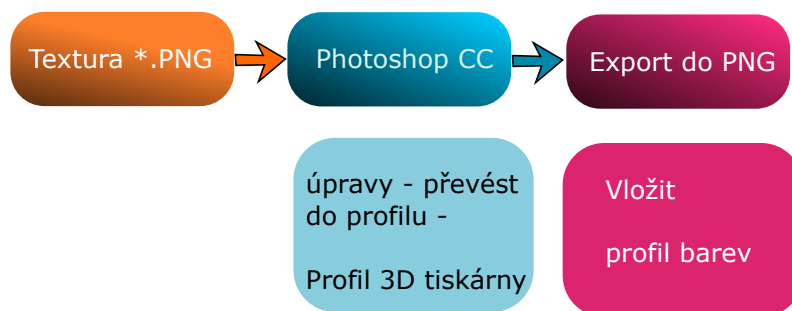 Textura *.PNG
Photoshop CC
Export do PNG
úpravy - převést
do profilu -
Profil 3D tiskárny
Vložit
profil barev